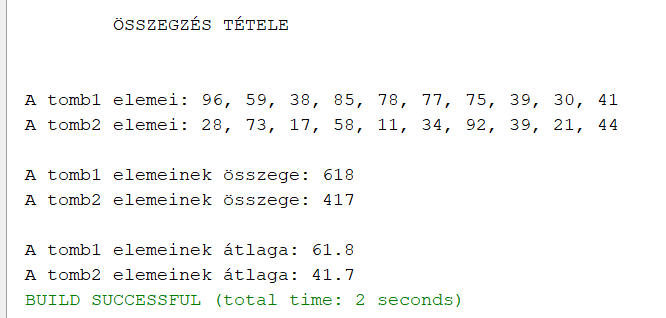 ÖSSZEGZÉS TÉTELE
A tomb1 elemei: 96, 59, 38, 85, 78, 77, 75, 39, 30, 41
A tomb2 elemei: 28, 73, 17, 58, 11, 34, 92, 39, 21, 44
A tomb1 elemeinek összege: 618
A tomb2 elemeinek összege: 417
A tomb1 elemeinek átlaga: 61.8
A tomb2 elemeinek átlaga: 41.7
BUILD SUCCESSFUL (total time: 2 seconds)